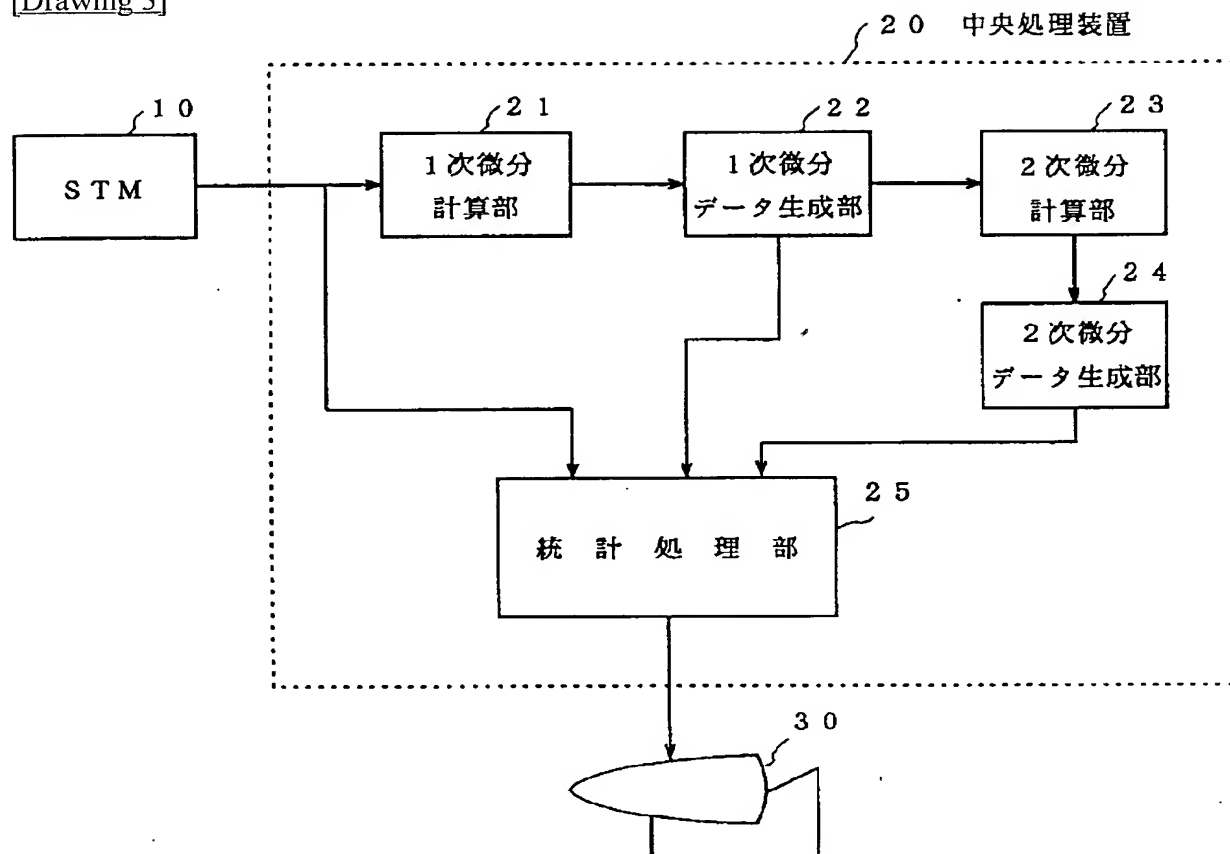 [Drawing 3]
20 中央処理装置
10
STM
21
1次微分
計算部
22
1次微分
データ生成部
23
2次微分
計算部
24
2次微分
データ生成部
25
統計処理部
30